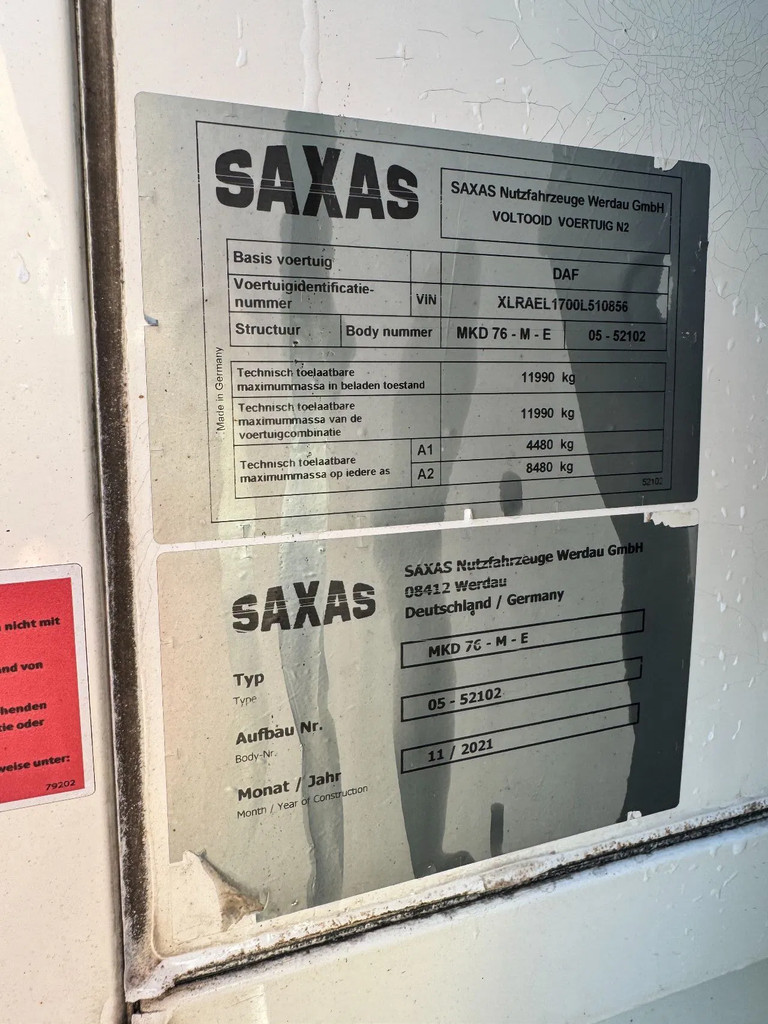 SAXAS
SAXAS Nutzfahrzeuge Werdau GmbH
VOLTOOID VOERTUIG N2
Basis voertuig DAF
Voertuigidentificatie-
nummer VIN XLRAEL1700L510856
Structuur Body nummer MKD 76 - M - E 05 - 52102
Technisch toelaatbare
maximummassa in beladen toestand 11990 kg
Technisch toelaatbare
maximummassa van de
voertuigcombinatie 11990 kg
Technisch toelaatbare
maximummassa op iedere as
A1 4480 kg
A2 8480 kg
52102
Made in Germany
SAXAS
SAXAS Nutzfahrzeuge Werdau GmbH
08412 Werdau
Deutschland / Germany
Typ
Type
MKD 76 - M - E
Aufbau Nr.
Body-Nr.
05 - 52102
Monat / Jahr
Month / Year of Construction
11 / 2021
nicht mit
nd von
henden
tie oder
weise unter:
79202